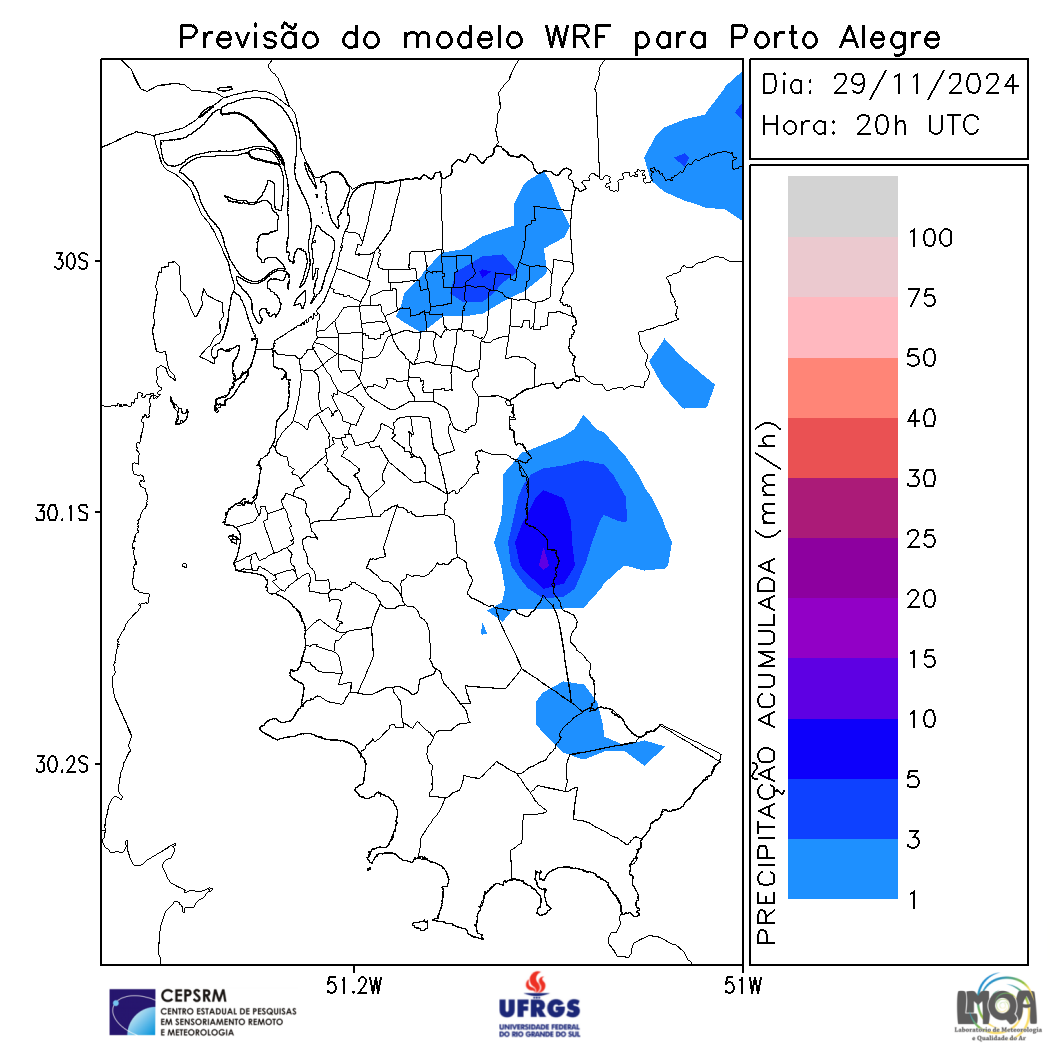 Previsão do modelo WRF para Porto Alegre
Dia: 29/11/2024
Hora: 20h UTC
30S
30.1S
30.2S
51.2W
51W
PRECIPITAÇÃO ACUMULADA (mm/h)
100
75
50
40
30
25
20
15
10
5
3
1
CEPSRM
CENTRO ESTADUAL DE PESQUISAS
EM SENSORIAMENTO REMOTO
E METEOROLOGIA
UFRGS
UNIVERSIDADE FEDERAL
DO RIO GRANDE DO SUL
LMQA
Laboratório de Meteorologia
e Qualidade do Ar